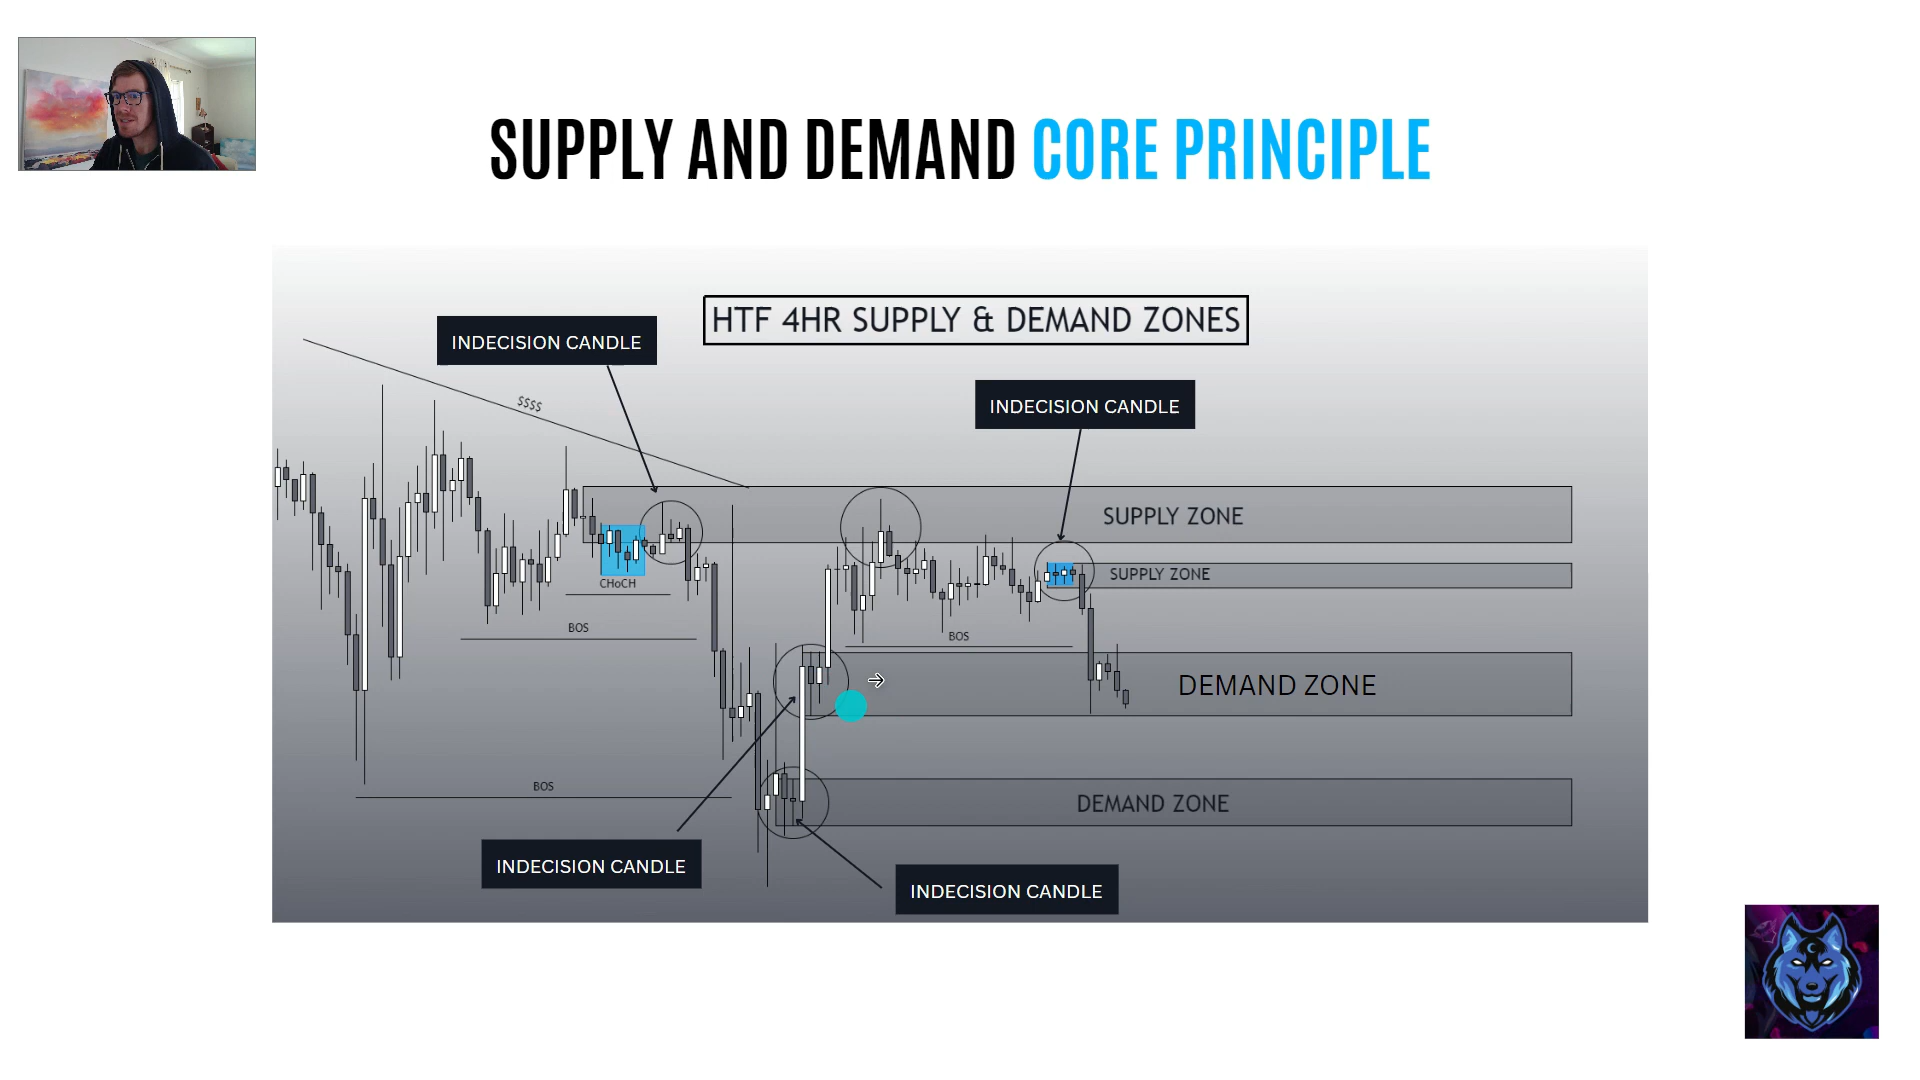 SUPPLY AND DEMAND CORE PRINCIPLE
HTF 4HR SUPPLY & DEMAND ZONES
INDECISION CANDLE
INDECISION CANDLE
$$$$
SUPPLY ZONE
SUPPLY ZONE
CHoCH
BOS
BOS
DEMAND ZONE
BOS
DEMAND ZONE
INDECISION CANDLE
INDECISION CANDLE